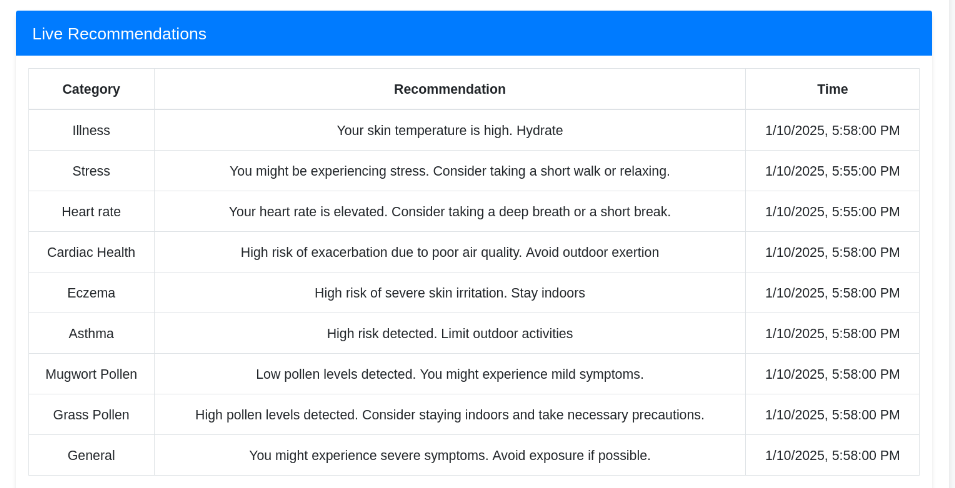 Live Recommendations
Category Recommendation Time
Illness Your skin temperature is high. Hydrate 1/10/2025, 5:58:00 PM
Stress You might be experiencing stress. Consider taking a short walk or relaxing. 1/10/2025, 5:55:00 PM
Heart rate Your heart rate is elevated. Consider taking a deep breath or a short break. 1/10/2025, 5:55:00 PM
Cardiac Health High risk of exacerbation due to poor air quality. Avoid outdoor exertion 1/10/2025, 5:58:00 PM
Eczema High risk of severe skin irritation. Stay indoors 1/10/2025, 5:58:00 PM
Asthma High risk detected. Limit outdoor activities 1/10/2025, 5:58:00 PM
Mugwort Pollen Low pollen levels detected. You might experience mild symptoms. 1/10/2025, 5:58:00 PM
Grass Pollen High pollen levels detected. Consider staying indoors and take necessary precautions. 1/10/2025, 5:58:00 PM
General You might experience severe symptoms. Avoid exposure if possible. 1/10/2025, 5:58:00 PM